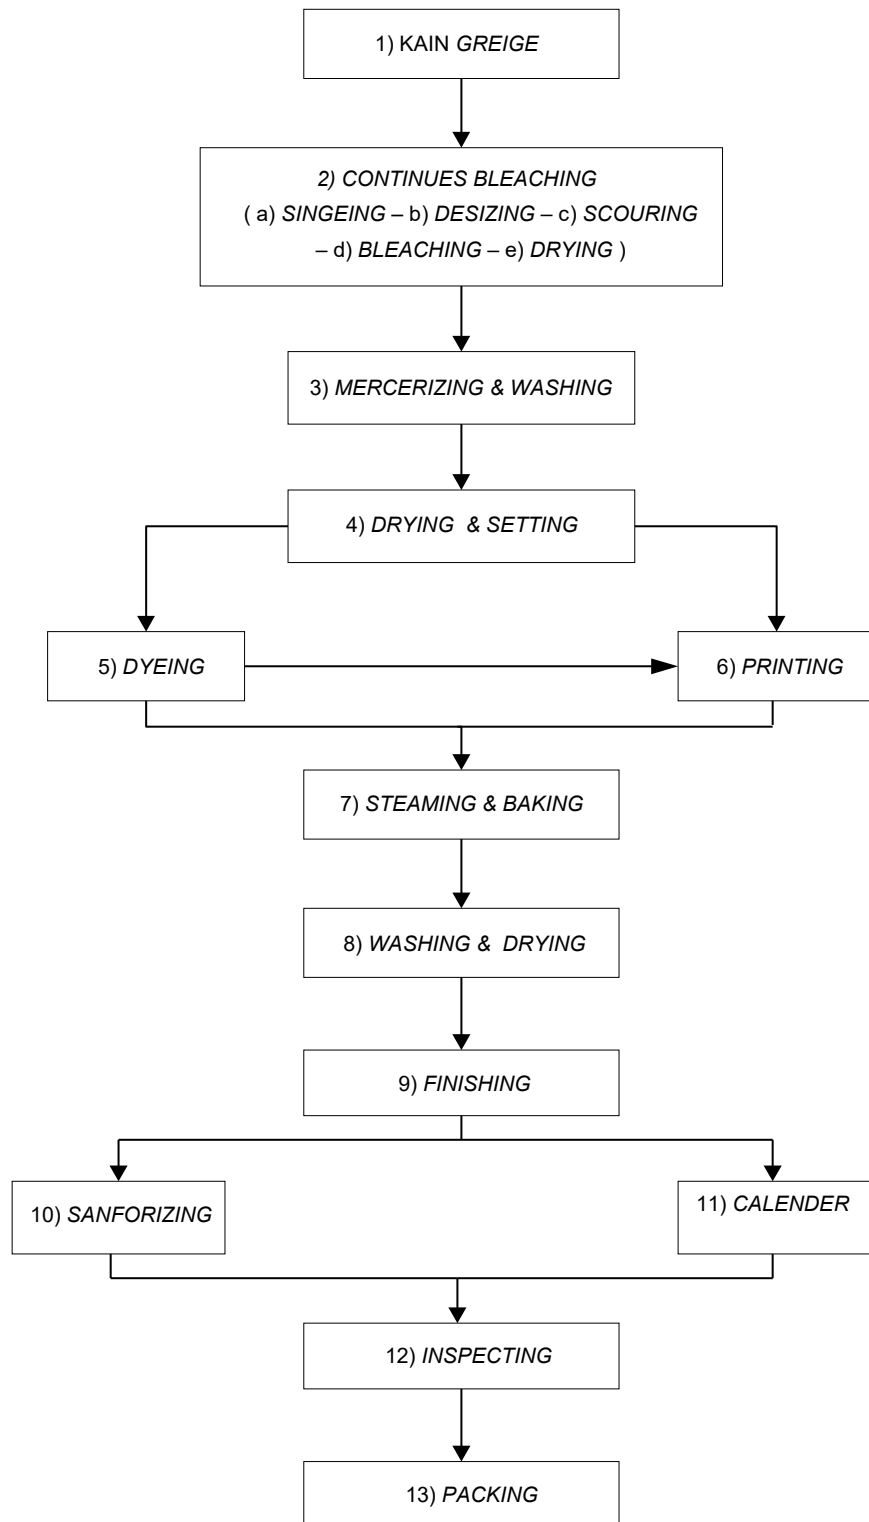 1) KAIN GREIGE
2) CONTINUES BLEACHING
( a) SINGEING – b) DESIZING – c) SCOURING
– d) BLEACHING – e) DRYING )
3) MERCERIZING & WASHING
4) DRYING & SETTING
5) DYEING
6) PRINTING
7) STEAMING & BAKING
8) WASHING & DRYING
9) FINISHING
10) SANFORIZING
11) CALENDER
12) INSPECTING
13) PACKING